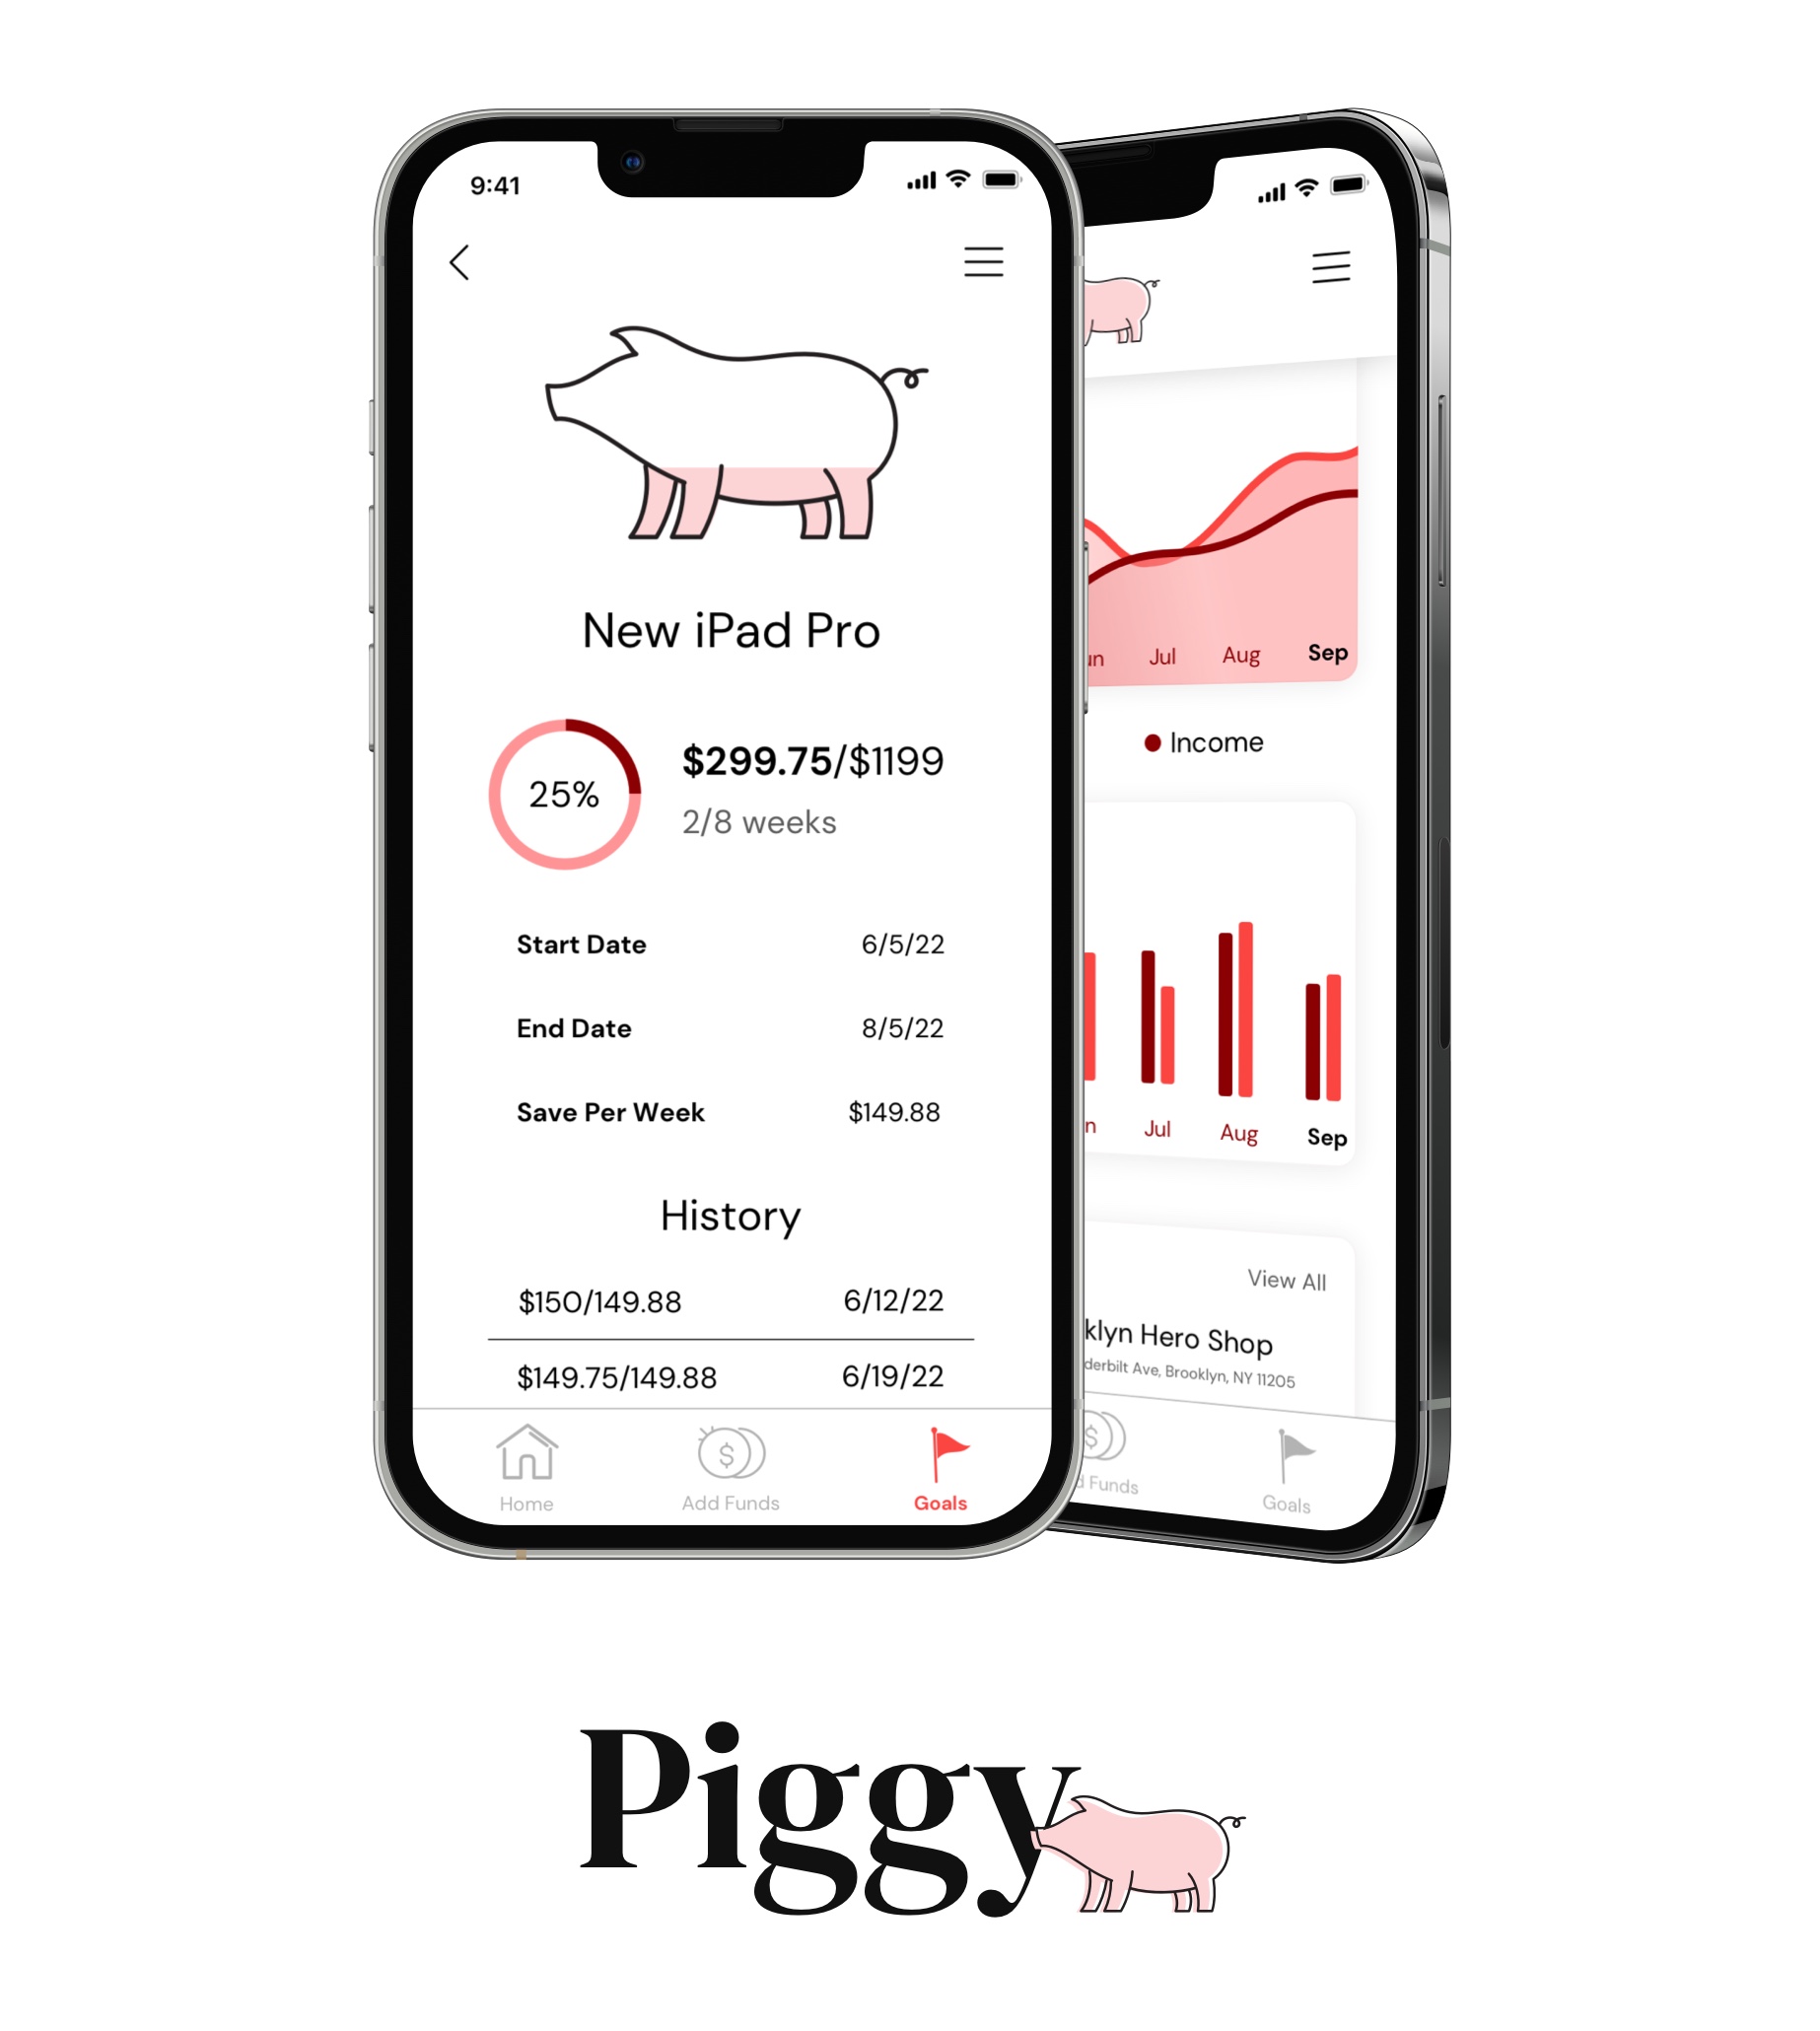 9:41
New iPad Pro
25%
$299.75/$1199
2/8 weeks
Start Date 6/5/22
End Date 8/5/22
Save Per Week $149.88
History
$150/149.88 6/12/22
$149.75/149.88 6/19/22
Home Add Funds Goals
Jul Aug Sep
Income
Jul Aug Sep
View All
Hero Shop
Ave, Brooklyn, NY 11205
Funds Goals
Piggy